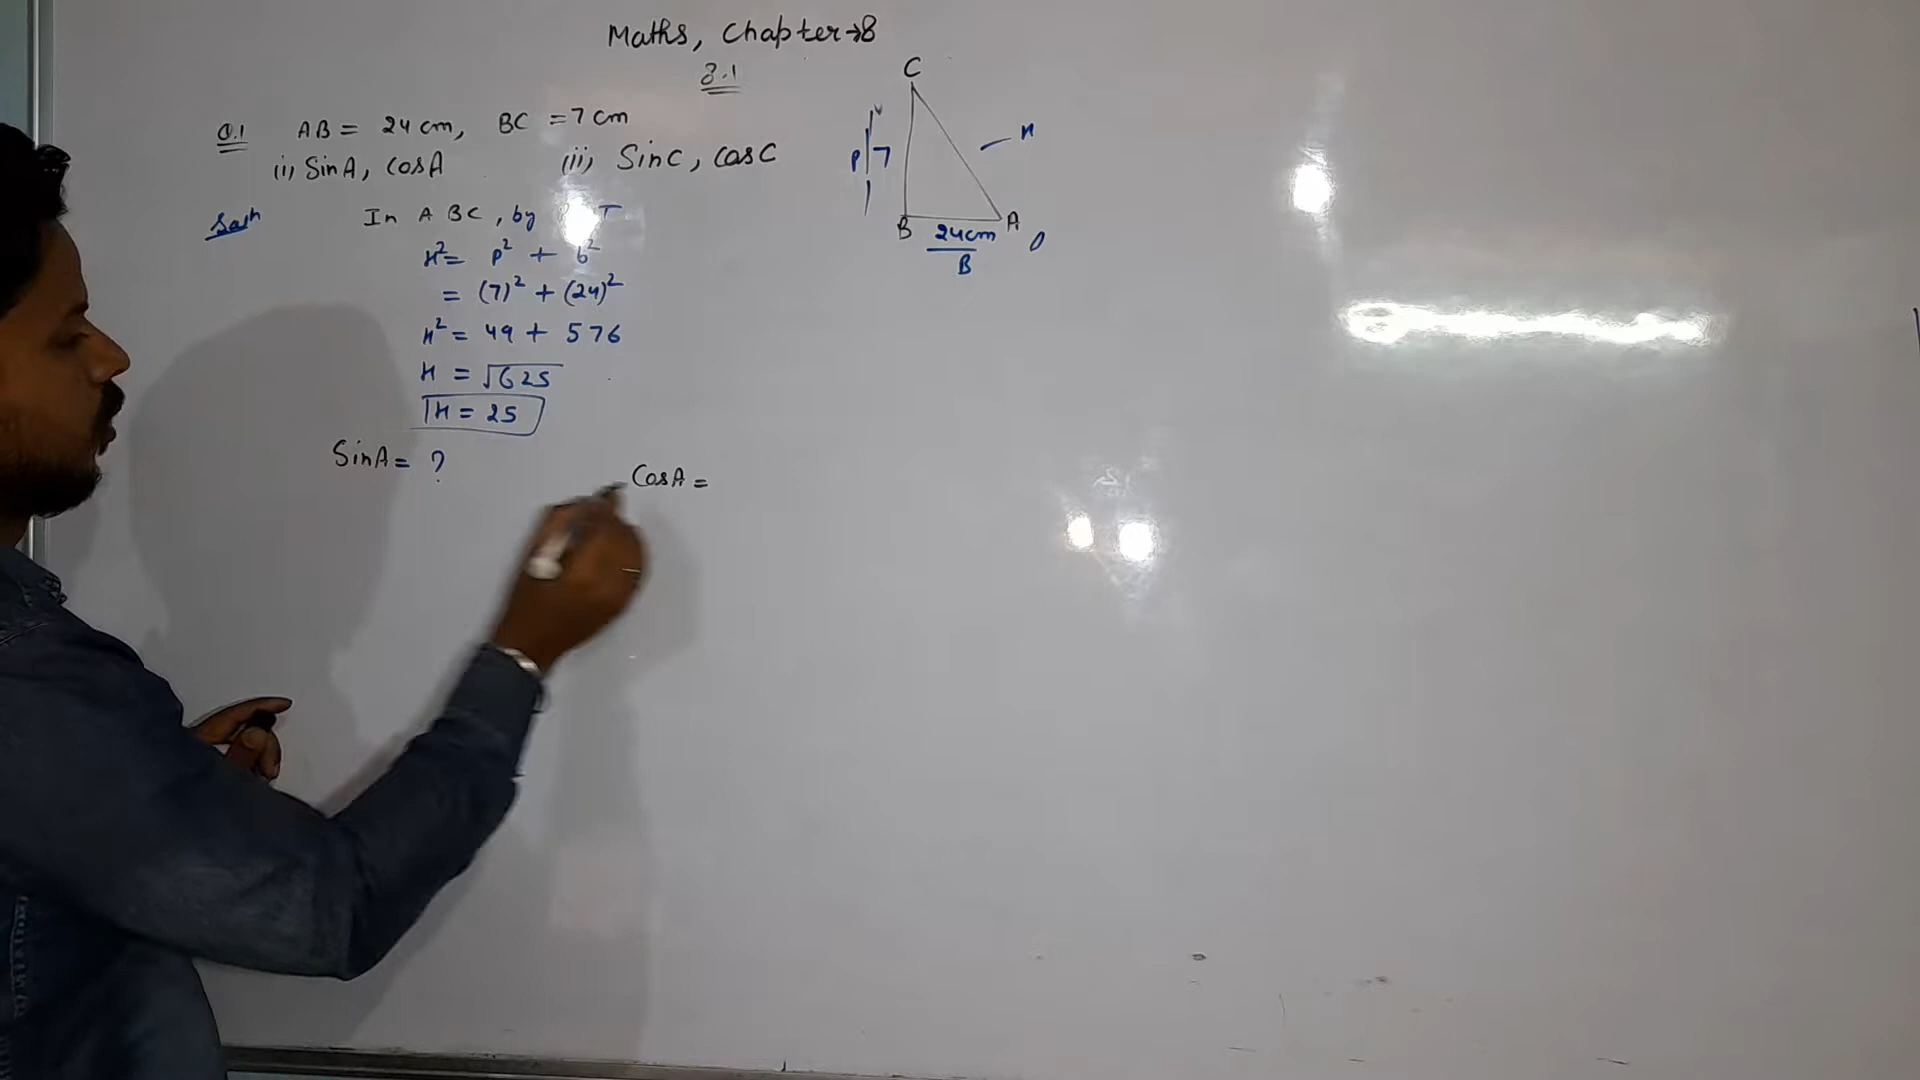 Maths, Chapter→8
8.1
Q.1 AB = 24 cm, BC = 7 cm
(i) SinA, CosA (ii) SinC, CosC
Soln In A BC, by T
H² = P² + b²
= (7)² + (24)²
H² = 49 + 576
H = √625
H = 25
SinA = ?
CosA =
C
H
P 7
B 24cm A
B